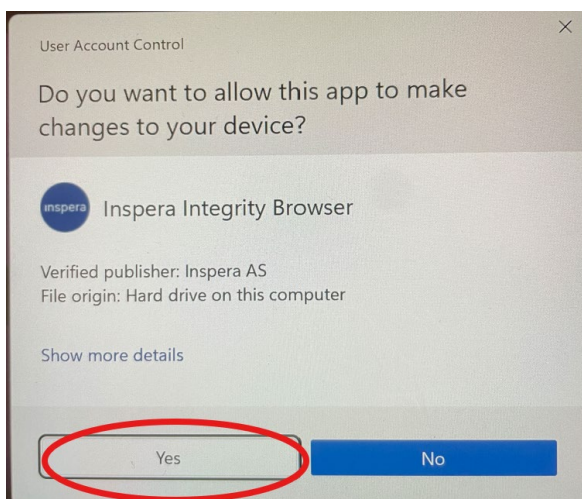 User Account Control
Do you want to allow this app to make
changes to your device?
inspera
Inspera Integrity Browser
Verified publisher: Inspera AS
File origin: Hard drive on this computer
Show more details
Yes
No